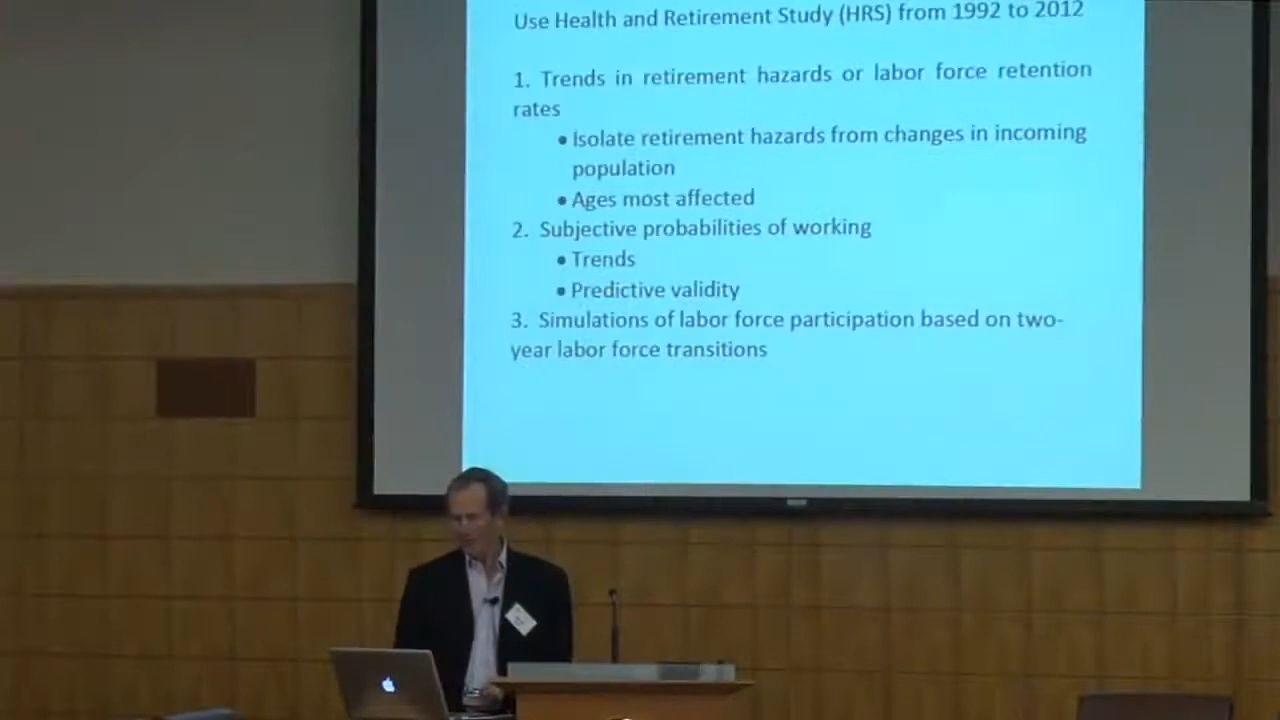 Use Health and Retirement Study (HRS) from 1992 to 2012
1. Trends in retirement hazards or labor force retention
rates
• Isolate retirement hazards from changes in incoming
population
• Ages most affected
2. Subjective probabilities of working
• Trends
• Predictive validity
3. Simulations of labor force participation based on two-
year labor force transitions